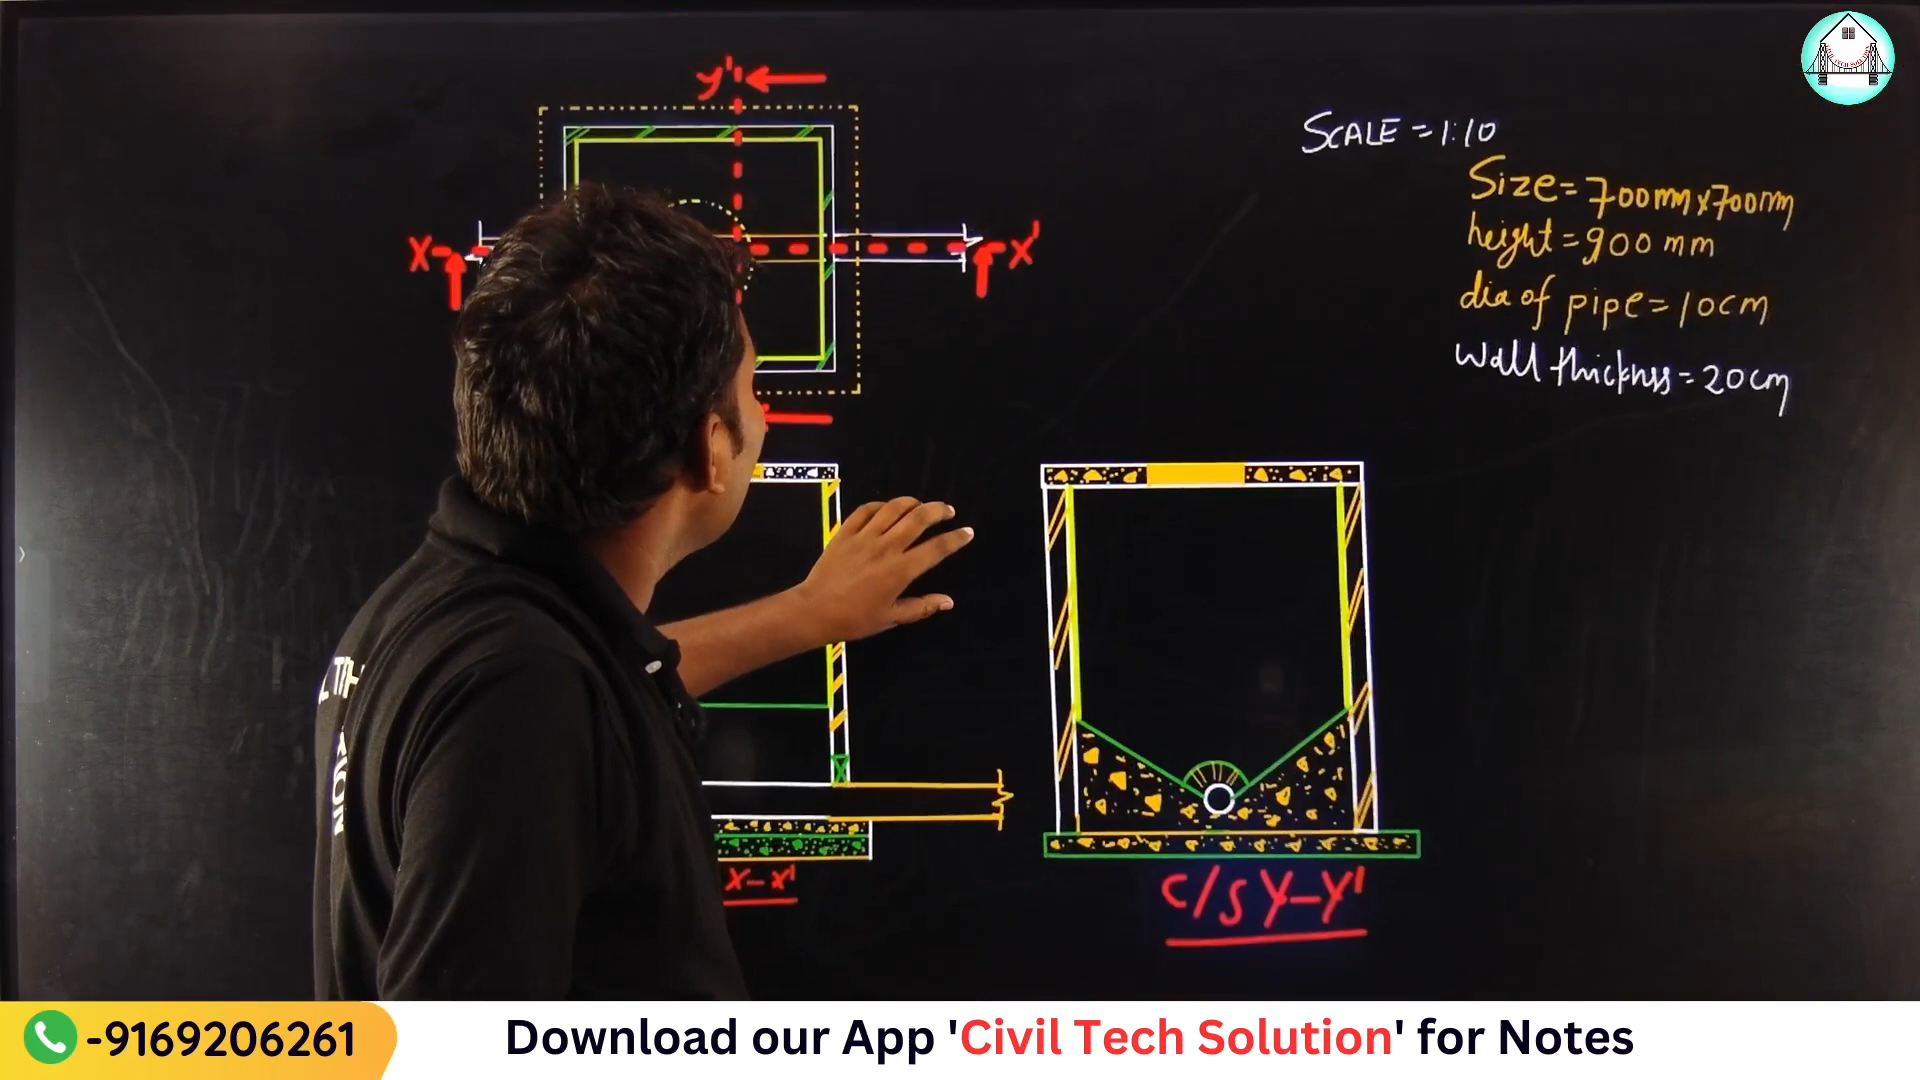 y'
X
x'
SCALE = 1:10
Size = 700mm x 700mm
height = 900 mm
dia of pipe = 10cm
Wall thicknss = 20cm
X-x'
C/S Y-Y'
-9169206261
Download our App 'Civil Tech Solution' for Notes